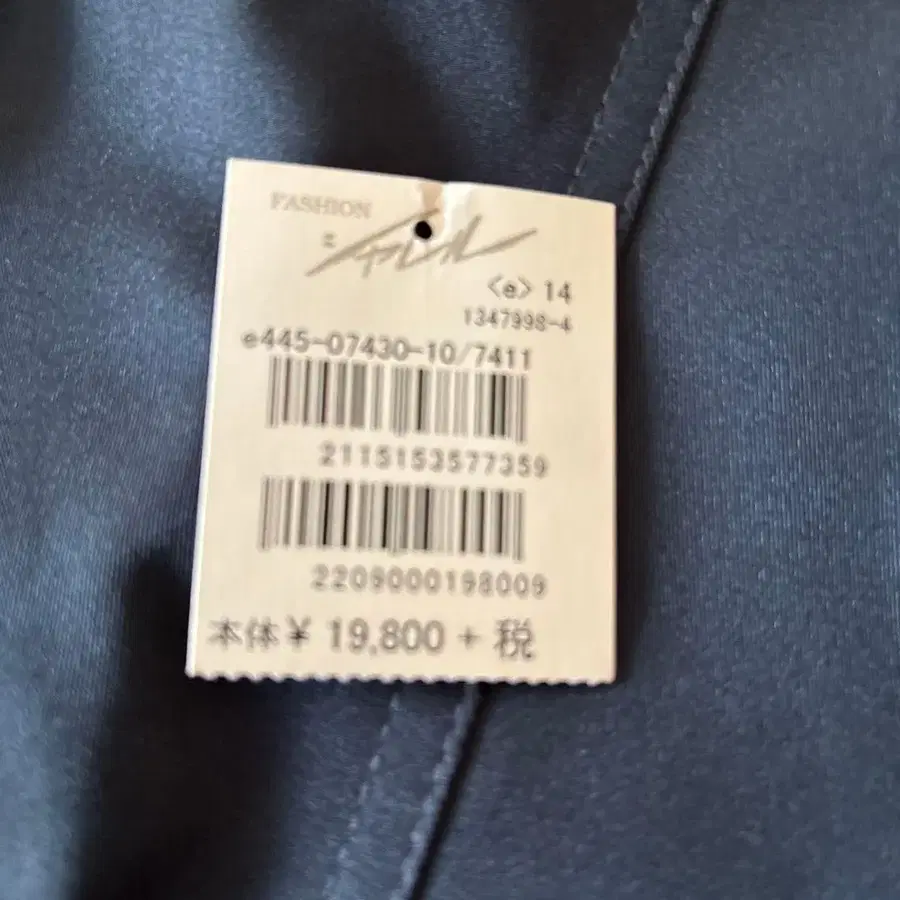 FASHION
<e> 14
1347998-4
e445-07430-10/7411
2115153577359
2209000198009
本体¥ 19,800 + 税